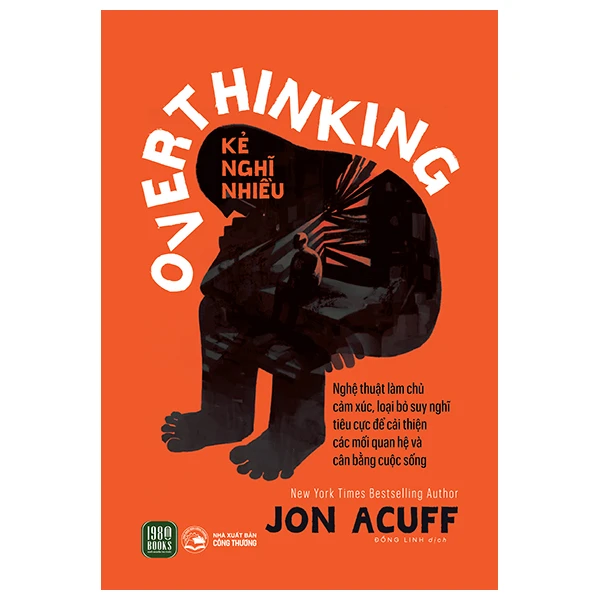 OVERTHINKING
KẺ
NGHĨ
NHIỀU
Nghệ thuật làm chủ
cảm xúc, loại bỏ suy nghĩ
tiêu cực để cải thiện
các mối quan hệ và
cân bằng cuộc sống
New York Times Bestselling Author
JON ACUFF
ĐỒNG LINH dịch
1980
BOOKS
NHÀ XUẤT BẢN
CÔNG THƯƠNG